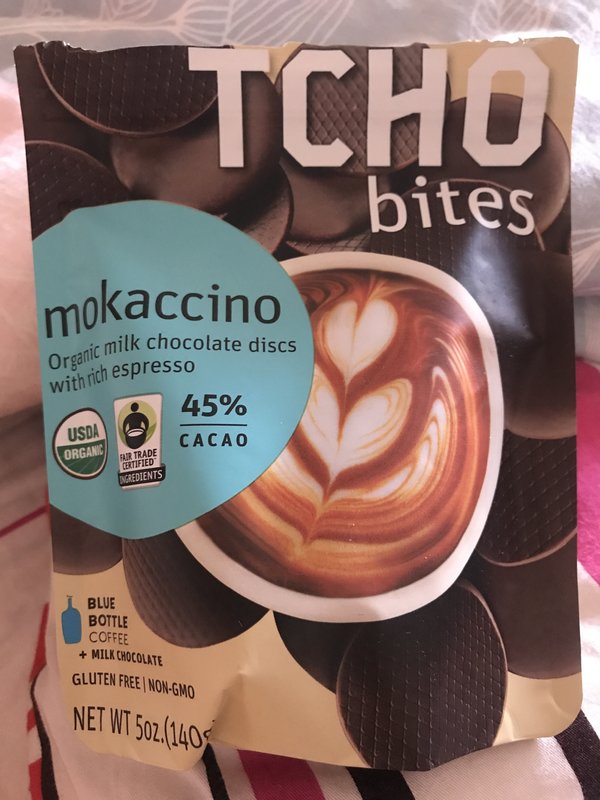 TCHO
bites
mokaccino
Organic milk chocolate discs
with rich espresso
45%
CACAO
USDA
ORGANIC
FAIR TRADE
CERTIFIED
INGREDIENTS
BLUE
BOTTLE
COFFEE
+ MILK CHOCOLATE
GLUTEN FREE | NON-GMO
NET WT 5oz.(140g